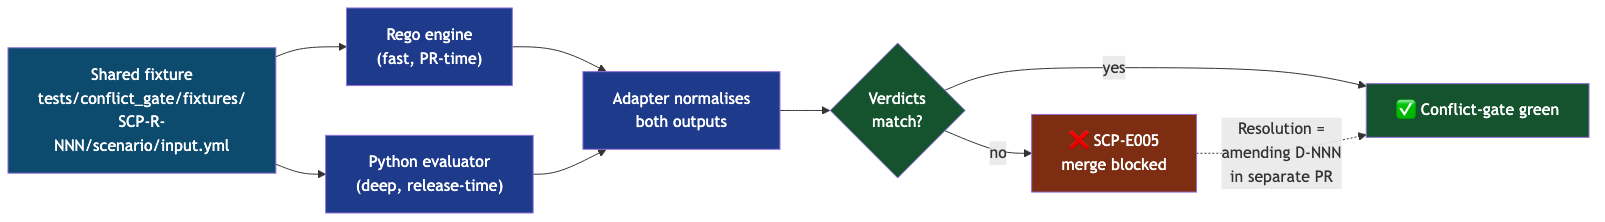 Shared fixture
tests/conflict_gate/fixtures/
SCP-R-
NNN/scenario/input.yml
Rego engine
(fast, PR-time)
Python evaluator
(deep, release-time)
Adapter normalises
both outputs
Verdicts
match?
yes
no
❌ SCP-E005
merge blocked
Resolution =
amending D-NNN
in separate PR
✅ Conflict-gate green